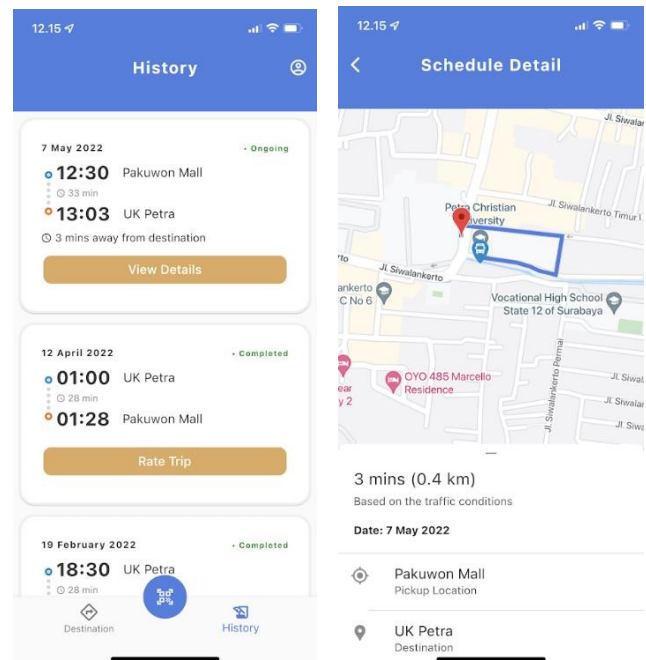 12.15
History
7 May 2022
• Ongoing
12:30 Pakuwon Mall
33 min
13:03 UK Petra
3 mins away from destination
View Details
12 April 2022
• Completed
01:00 UK Petra
28 min
01:28 Pakuwon Mall
Rate Trip
19 February 2022
• Completed
18:30 UK Petra
28 min
Destination
History
12.15
Schedule Detail
Jl. Siwalan
Petra Christian
University
Jl. Siwalankerto Timur I
Jl. Siwalankerto
ankerto
C No 6
Vocational High School
State 12 of Surabaya
Jl. Siwalankerto Permai
OYO 485 Marcello
Residence
ear
y 2
Jl. Siwal
Jl. Siwalan
Jl. Siwa
3 mins (0.4 km)
Based on the traffic conditions
Date: 7 May 2022
Pakuwon Mall
Pickup Location
UK Petra
Destination